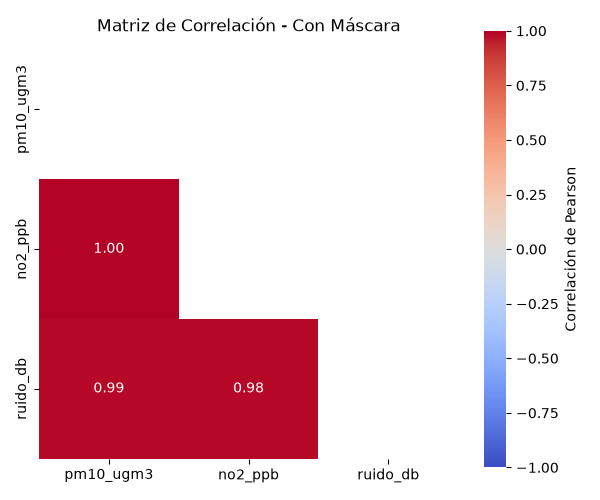 Matriz de Correlación - Con Máscara
pm10_ugm3
no2_ppb
ruido_db
1.00
0.99
0.98
pm10_ugm3
no2_ppb
ruido_db
1.00
0.75
0.50
0.25
0.00
−0.25
−0.50
−0.75
−1.00
Correlación de Pearson